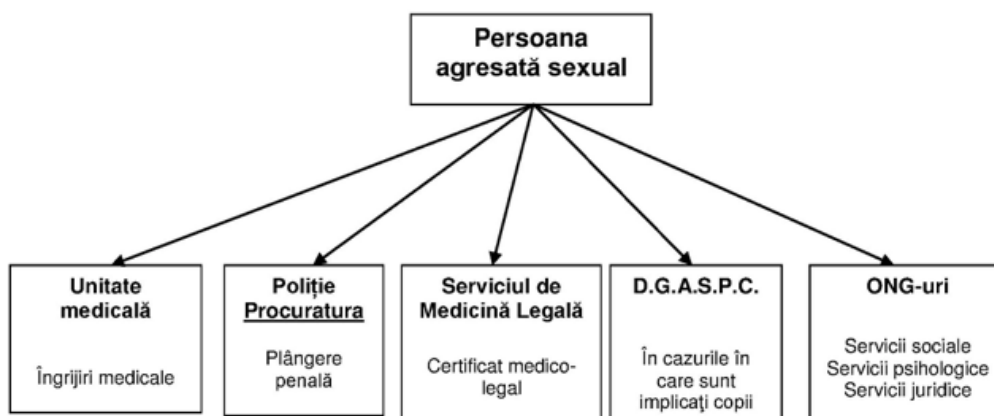 Persoana
agresată sexual
Unitate
medicală
Îngrijiri medicale
Poliție
Procuratura
Plângere
penală
Serviciul de
Medicină Legală
Certificat medico-
legal
D.G.A.S.P.C.
În cazurile în
care sunt
implicaţi copii
ONG-uri
Servicii sociale
Servicii psihologice
Servicii juridice